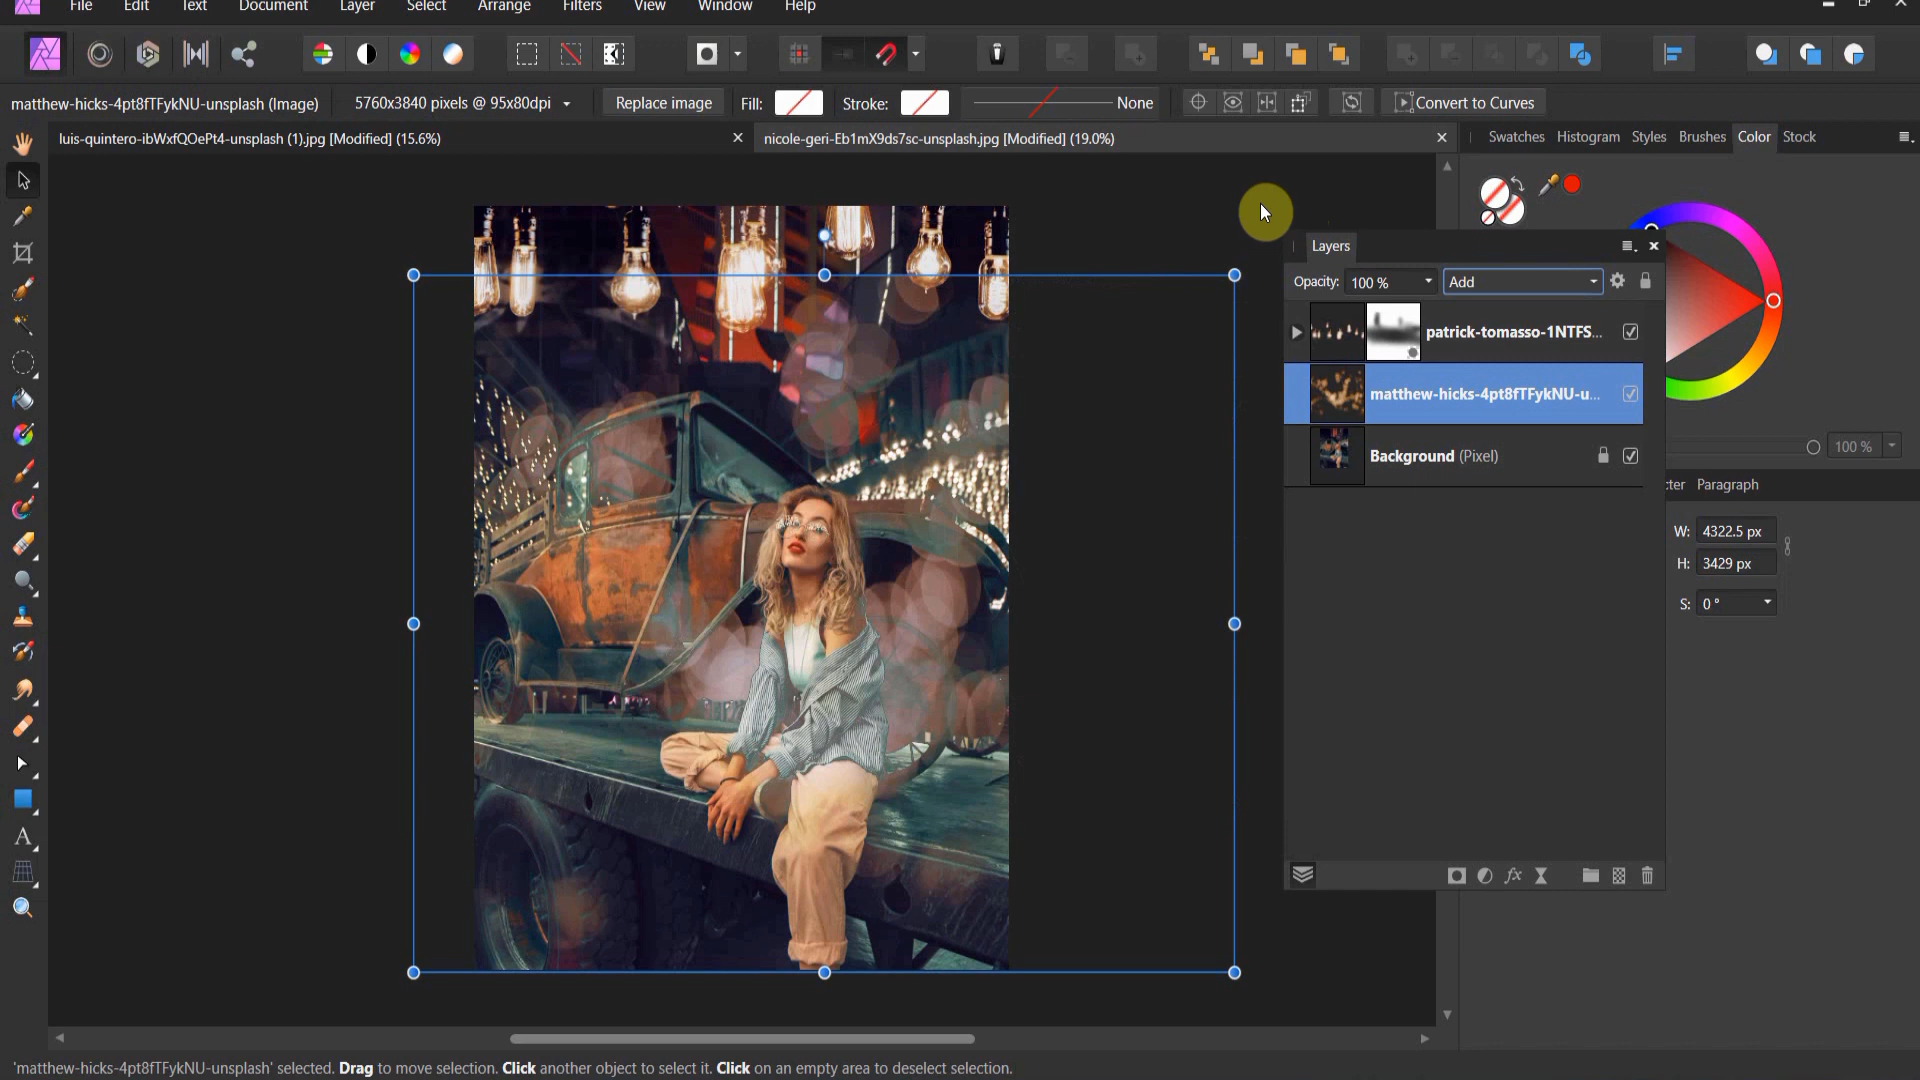 File Edit Text Document Layer Select Arrange Filters View Window Help
matthew-hicks-4pt8fTFykNU-unsplash (Image) 5760x3840 pixels @ 95x80dpi Replace image Fill: Stroke: None Convert to Curves
luis-quintero-ibWxfQOePt4-unsplash (1).jpg [Modified] (15.6%) nicole-geri-Eb1mX9ds7sc-unsplash.jpg [Modified] (19.0%) Swatches Histogram Styles Brushes Color Stock
Layers
Opacity: 100 % Add
patrick-tomasso-1NTFS...
matthew-hicks-4pt8fTFykNU-u...
100 %
Background (Pixel)
cter Paragraph
W: 4322.5 px
H: 3429 px
S: 0 °
'matthew-hicks-4pt8fTFykNU-unsplash' selected. Drag to move selection. Click another object to select it. Click on an empty area to deselect selection.